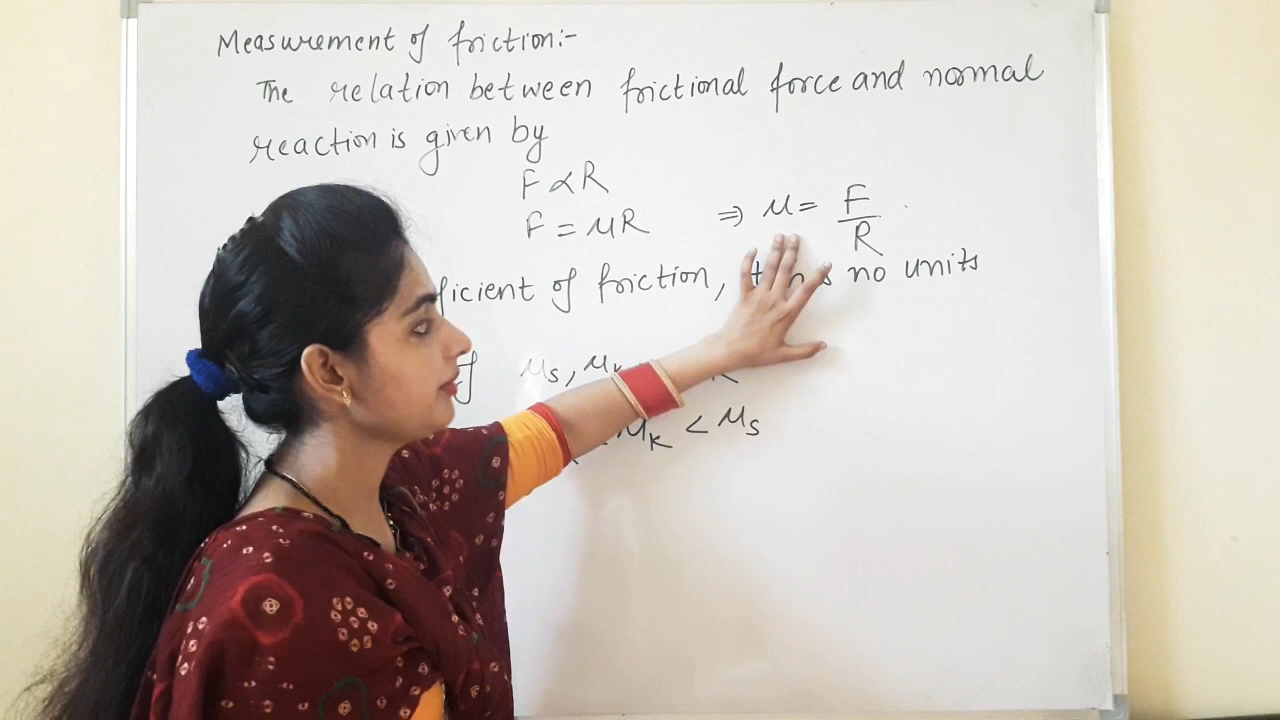 Measurement of friction:-
The relation between frictional force and normal
reaction is given by
F ∝ R
F = μR ⇒ μ = F/R
of friction, no units
μs, μk
μk < μs